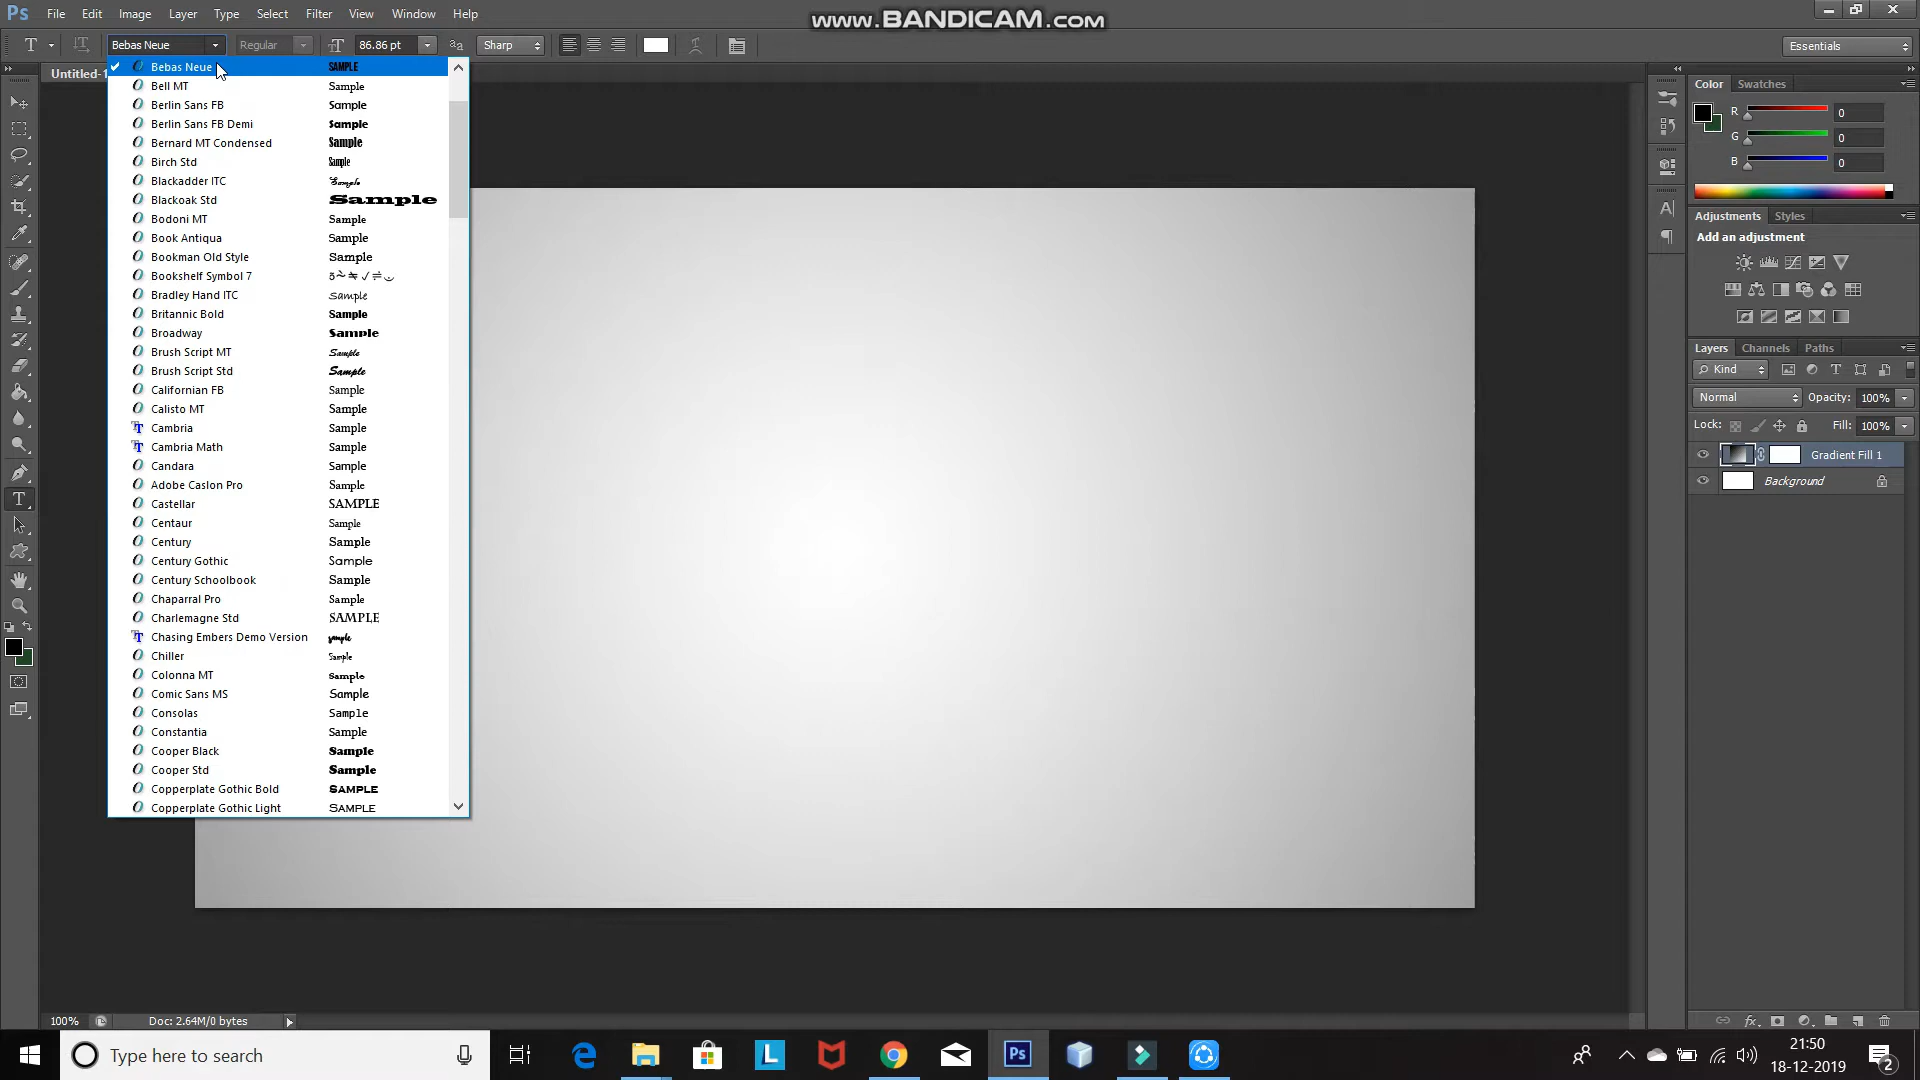 Ps File Edit Image Layer Type Select Filter View Window Help
www.BANDICAM.com
T Bebas Neue Regular 86.86 pt Sharp Essentials
Untitled-1
Bebas Neue SAMPLE
Bell MT Sample
Berlin Sans FB Sample
Berlin Sans FB Demi Sample
Bernard MT Condensed Sample
Birch Std Sample
Blackadder ITC Sample
Blackoak Std Sample
Bodoni MT Sample
Book Antiqua Sample
Bookman Old Style Sample
Bookshelf Symbol 7
Bradley Hand ITC Sample
Britannic Bold Sample
Broadway Sample
Brush Script MT Sample
Brush Script Std Sample
Californian FB Sample
Calisto MT Sample
Cambria Sample
Cambria Math Sample
Candara Sample
Adobe Caslon Pro Sample
Castellar SAMPLE
Centaur Sample
Century Sample
Century Gothic Sample
Century Schoolbook Sample
Chaparral Pro Sample
Charlemagne Std SAMPLE
Chasing Embers Demo Version sample
Chiller Sample
Colonna MT Sample
Comic Sans MS Sample
Consolas Sample
Constantia Sample
Cooper Black Sample
Cooper Std Sample
Copperplate Gothic Bold SAMPLE
Copperplate Gothic Light SAMPLE
Color Swatches
R 0
G 0
B 0
Adjustments Styles
Add an adjustment
Layers Channels Paths
Kind
Normal Opacity: 100%
Lock: Fill: 100%
Gradient Fill 1
Background
100% Doc: 2.64M/0 bytes
Type here to search
21:50
18-12-2019
2